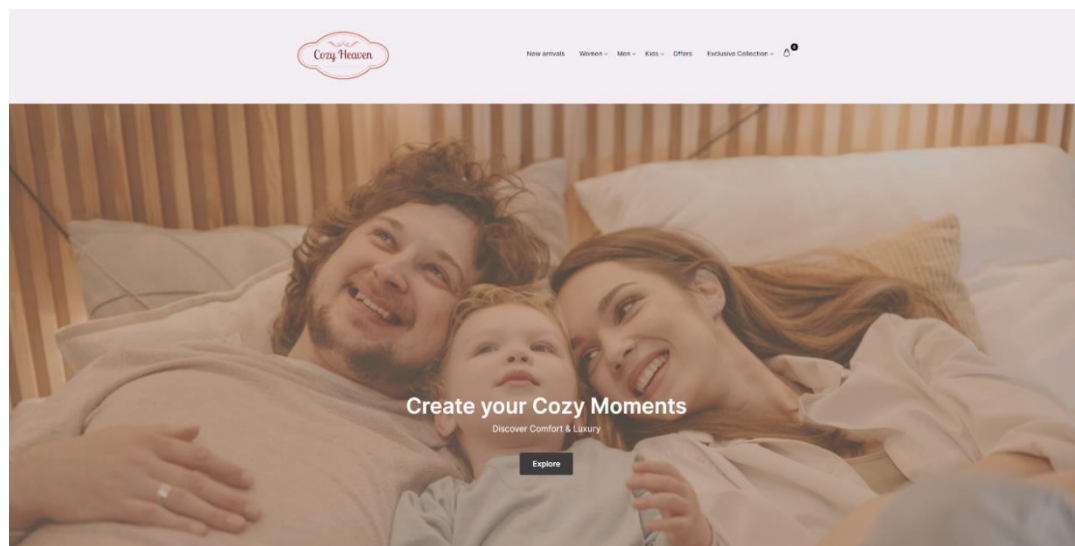 Cozy Heaven
New arrivals Women Men Kids Offers Exclusive Collection 0
Create your Cozy Moments
Discover Comfort & Luxury
Explore